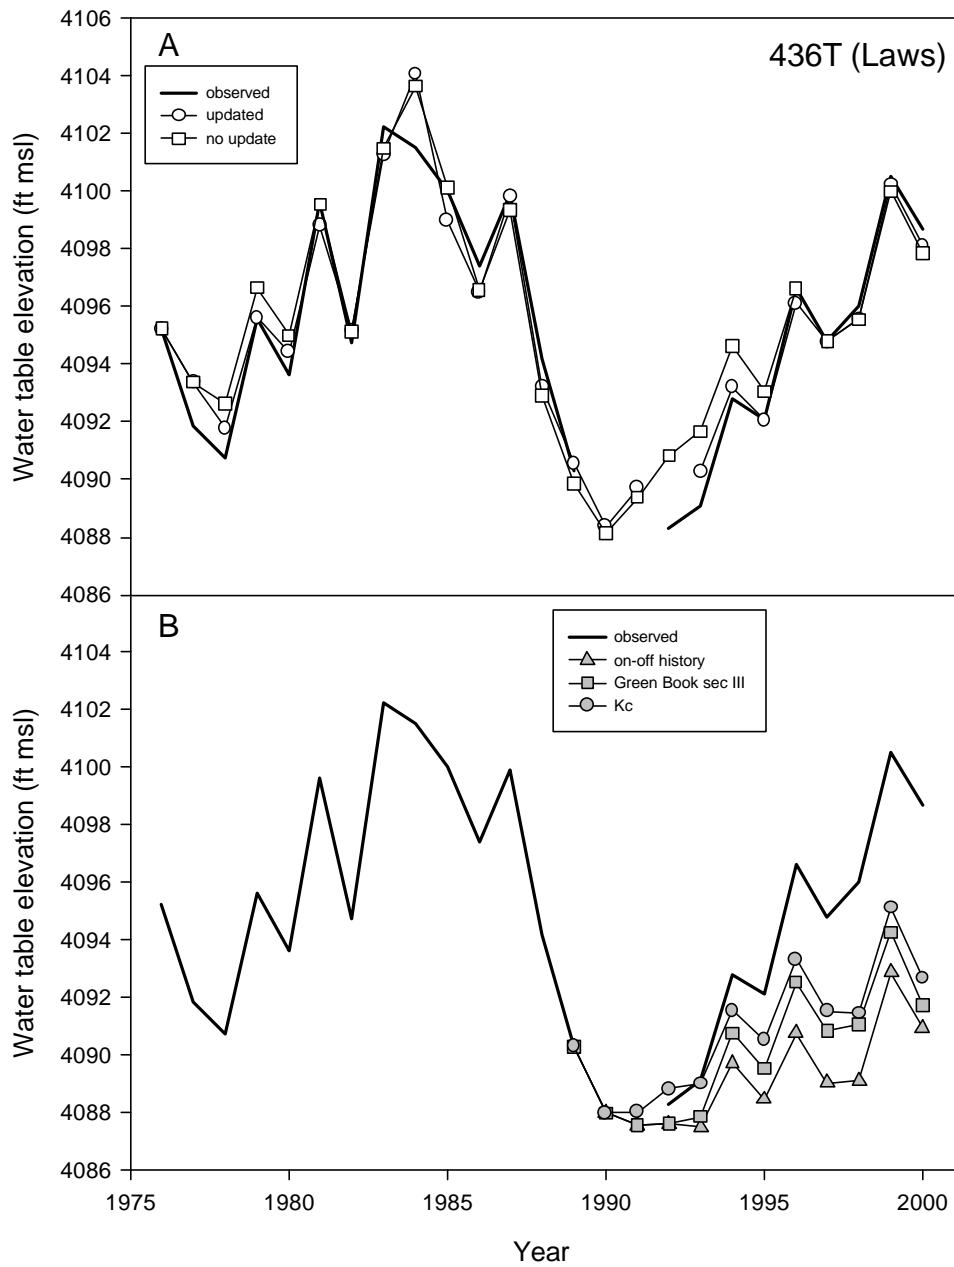 4106
A
436T (Laws)
observed
updated
no update
4104
4102
4100
4098
4096
4094
4092
4090
4088
4086
Water table elevation (ft msl)
B
observed
on-off history
Green Book sec III
Kc
4104
4102
4100
4098
4096
4094
4092
4090
4088
4086
Water table elevation (ft msl)
1975 1980 1985 1990 1995 2000
Year